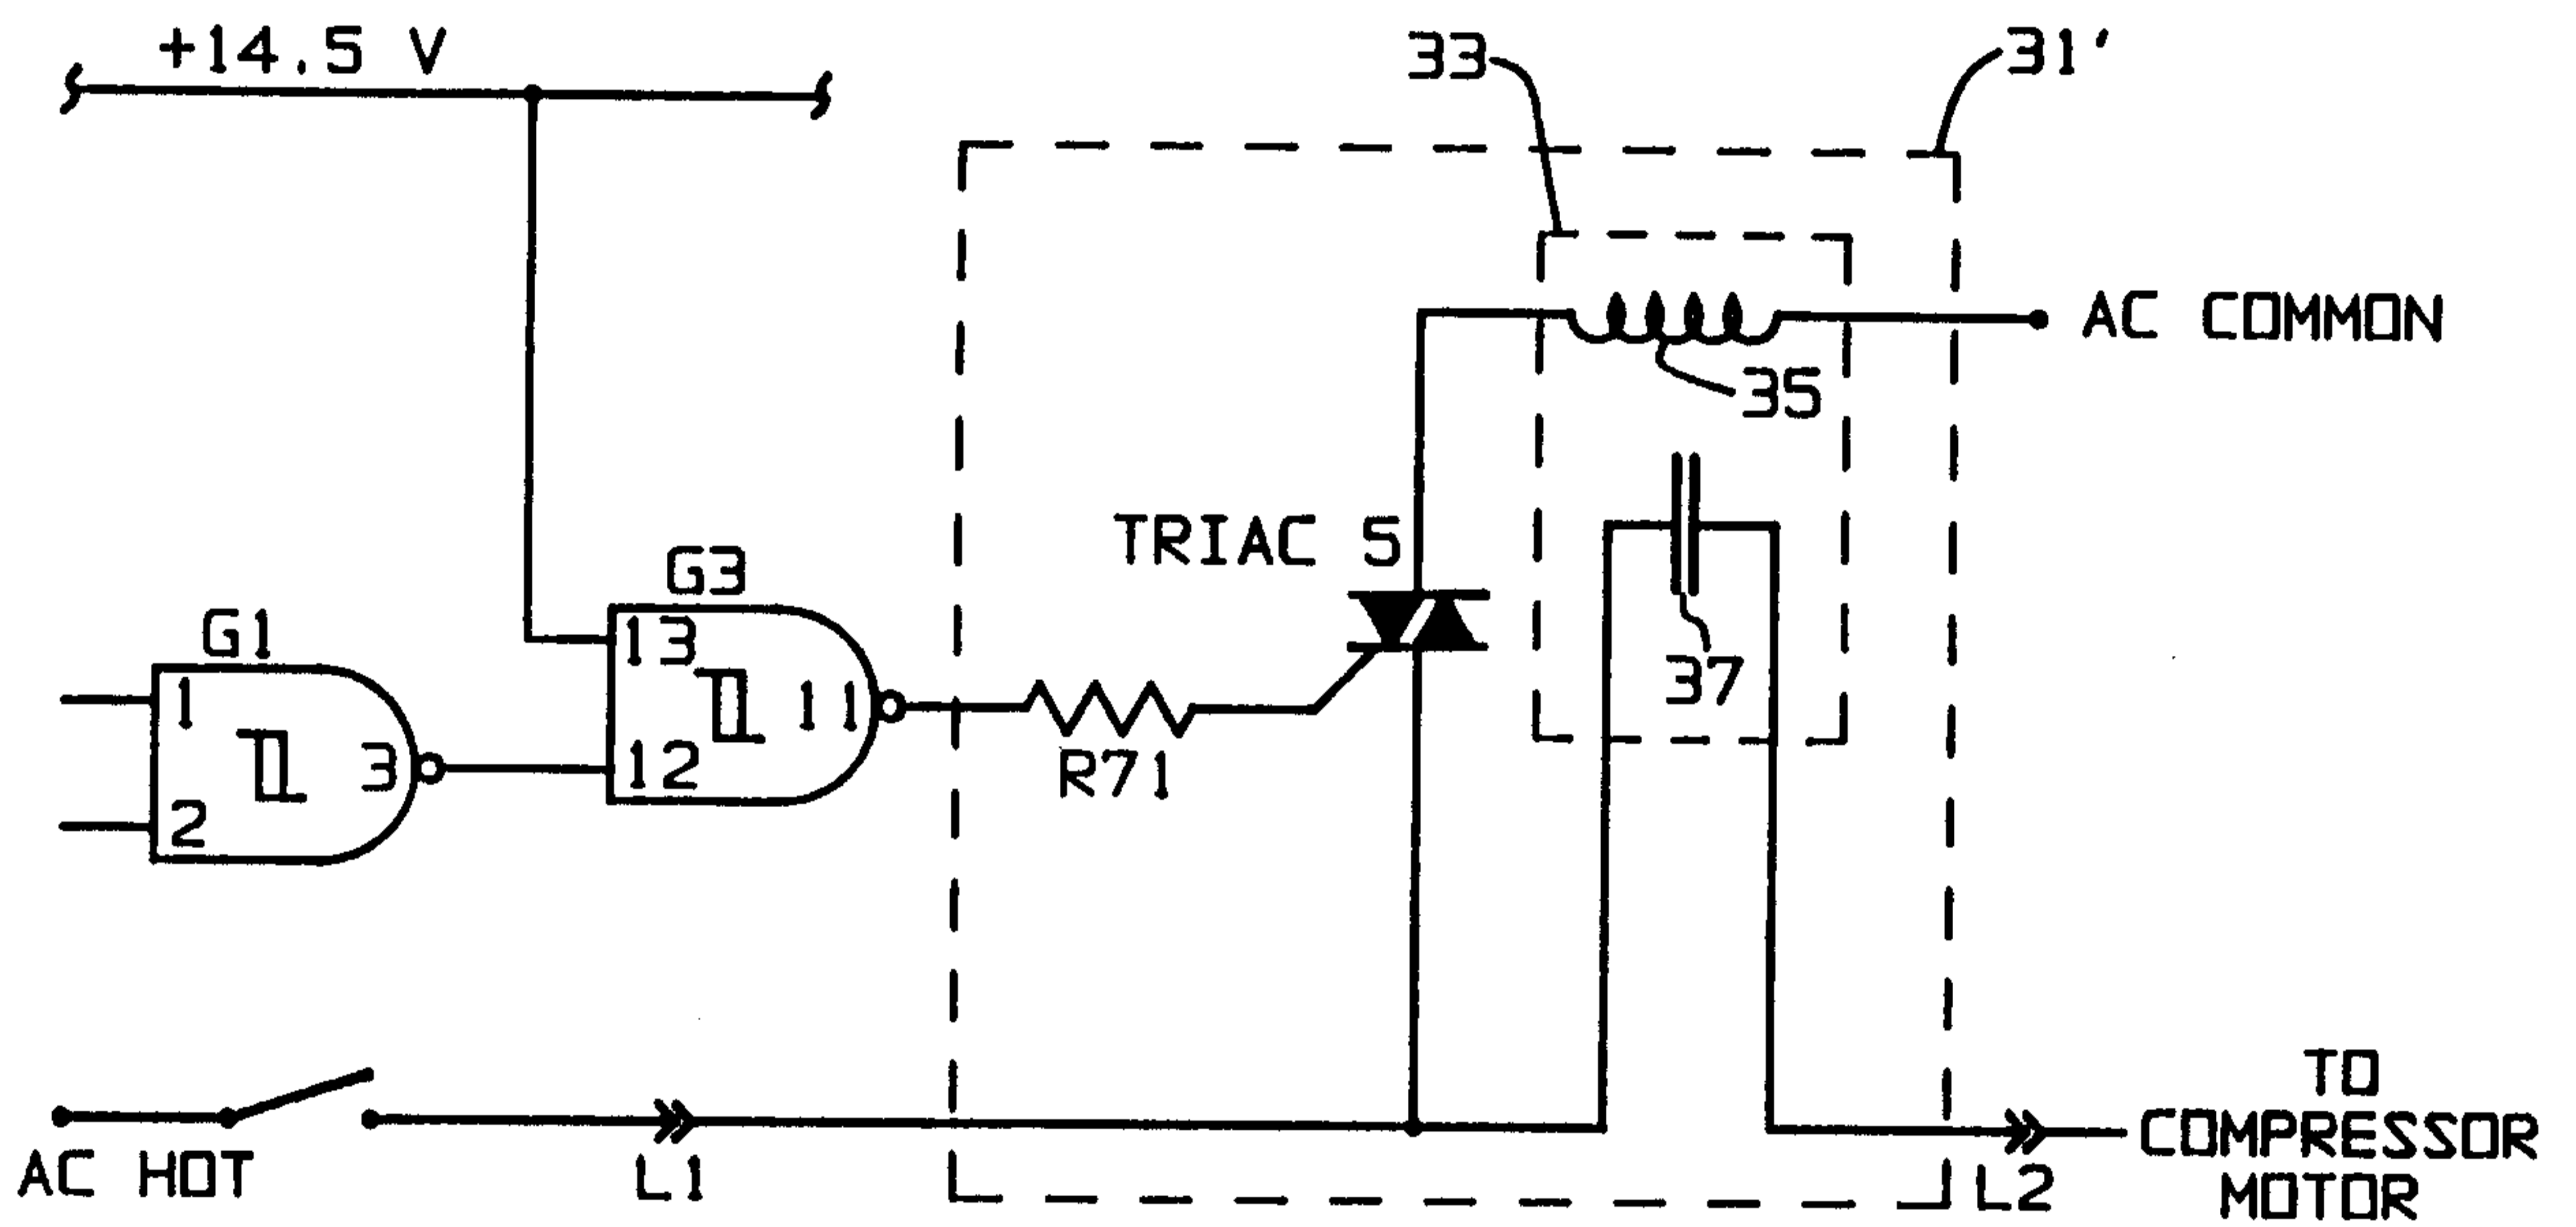 +14.5 V
33
31'
AC COMMON
35
TRIAC 5
G3
13
11
12
G1
1
3
2
37
R71
AC HOT
L1
L2
TO
COMPRESSOR
MOTOR